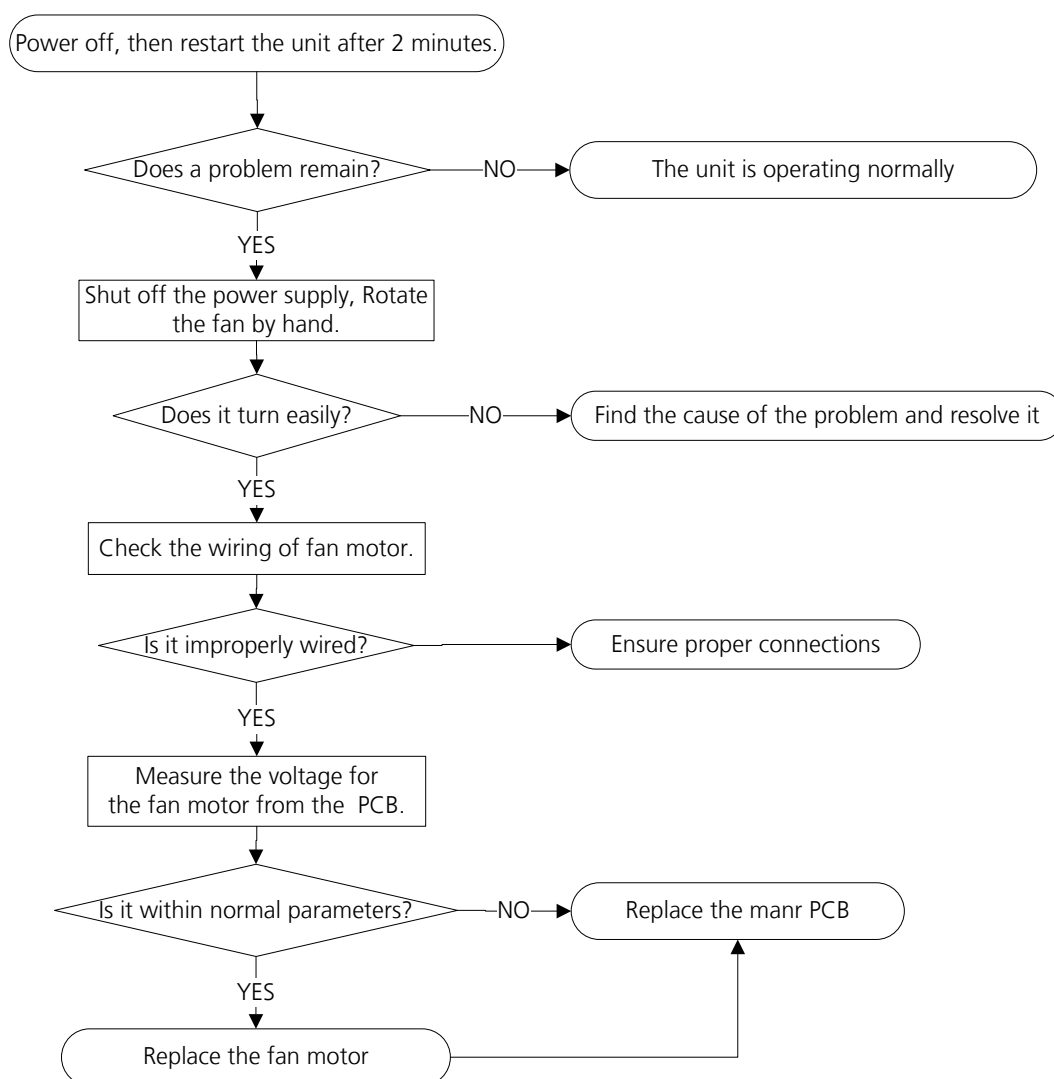 Power off, then restart the unit after 2 minutes.
Does a problem remain?
NO
The unit is operating normally
YES
Shut off the power supply, Rotate
the fan by hand.
Does it turn easily?
NO
Find the cause of the problem and resolve it
YES
Check the wiring of fan motor.
Is it improperly wired?
Ensure proper connections
YES
Measure the voltage for
the fan motor from the PCB.
Is it within normal parameters?
NO
Replace the manr PCB
YES
Replace the fan motor